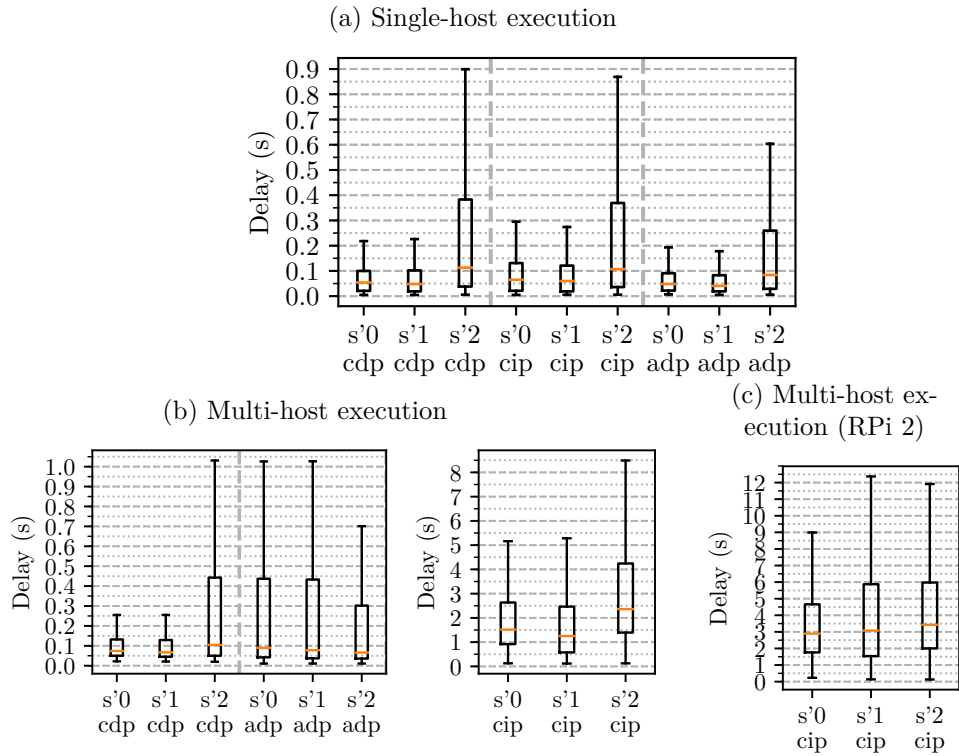 (a) Single-host execution
0.9
0.8
0.7
0.6
0.5
0.4
0.3
0.2
0.1
0.0
Delay (s)
s'0 s'1 s'2 s'0 s'1 s'2 s'0 s'1 s'2
cdp cdp cdp cip cip cip adp adp adp
(b) Multi-host execution
1.0
0.9
0.8
0.7
0.6
0.5
0.4
0.3
0.2
0.1
0.0
Delay (s)
s'0 s'1 s'2 s'0 s'1 s'2
cdp cdp cdp adp adp adp
8
7
6
5
4
3
2
1
0
Delay (s)
s'0 s'1 s'2
cip cip cip
(c) Multi-host ex-
ecution (RPi 2)
12
11
10
9
8
7
6
5
4
3
2
1
0
Delay (s)
s'0 s'1 s'2
cip cip cip